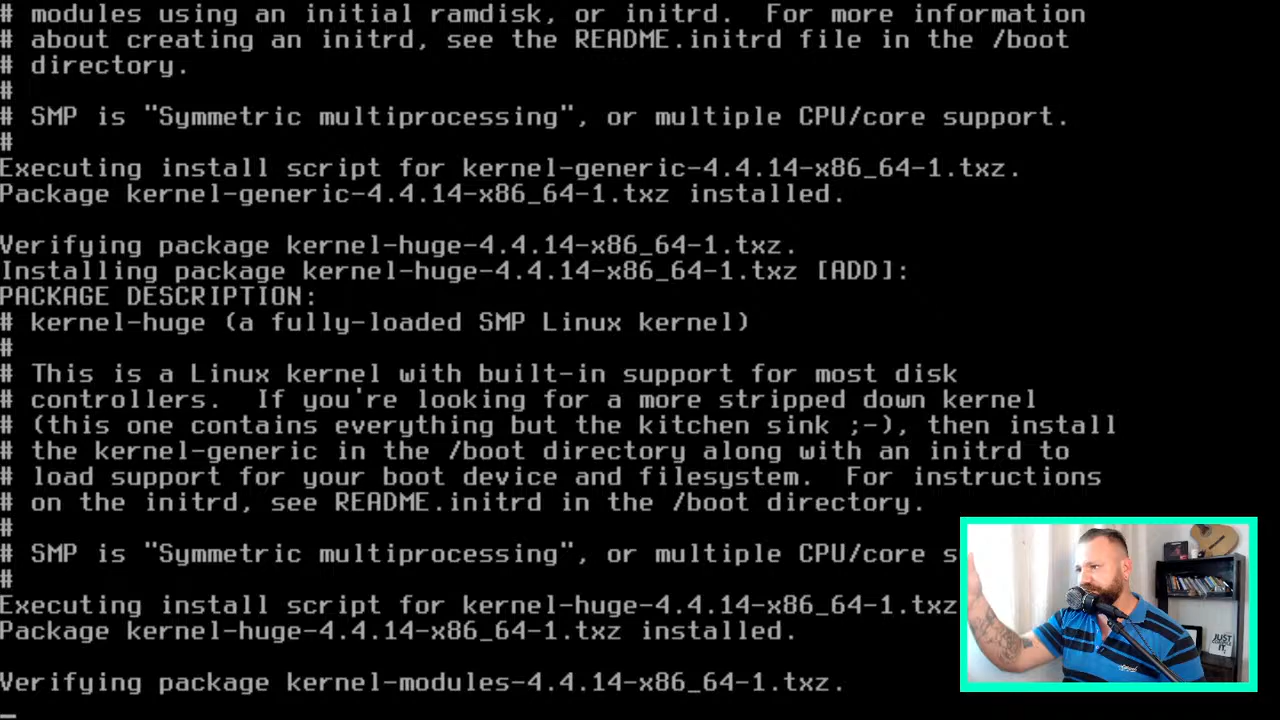 # modules using an initial ramdisk, or initrd.  For more information
# about creating an initrd, see the README.initrd file in the /boot
# directory.
#
# SMP is "Symmetric multiprocessing", or multiple CPU/core support.
#
Executing install script for kernel-generic-4.4.14-x86_64-1.txz.
Package kernel-generic-4.4.14-x86_64-1.txz installed.
Verifying package kernel-huge-4.4.14-x86_64-1.txz.
Installing package kernel-huge-4.4.14-x86_64-1.txz [ADD]:
PACKAGE DESCRIPTION:
# kernel-huge (a fully-loaded SMP Linux kernel)
#
# This is a Linux kernel with built-in support for most disk
# controllers.  If you're looking for a more stripped down kernel
# (this one contains everything but the kitchen sink ;-), then install
# the kernel-generic in the /boot directory along with an initrd to
# load support for your boot device and filesystem.  For instructions
# on the initrd, see README.initrd in the /boot directory.
#
# SMP is "Symmetric multiprocessing", or multiple CPU/core s
#
Executing install script for kernel-huge-4.4.14-x86_64-1.txz
Package kernel-huge-4.4.14-x86_64-1.txz installed.
Verifying package kernel-modules-4.4.14-x86_64-1.txz.
JUST
IT.